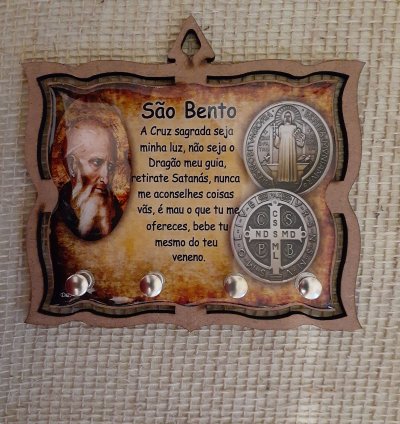 São Bento
A Cruz sagrada seja
minha luz, não seja o
Dragão meu guia,
retirate Satanás, nunca
me aconselhes coisas
vãs, é mau o que tu me
ofereces, bebe tu
mesmo do teu
veneno.
C S
S
N D S M D
M
P L B